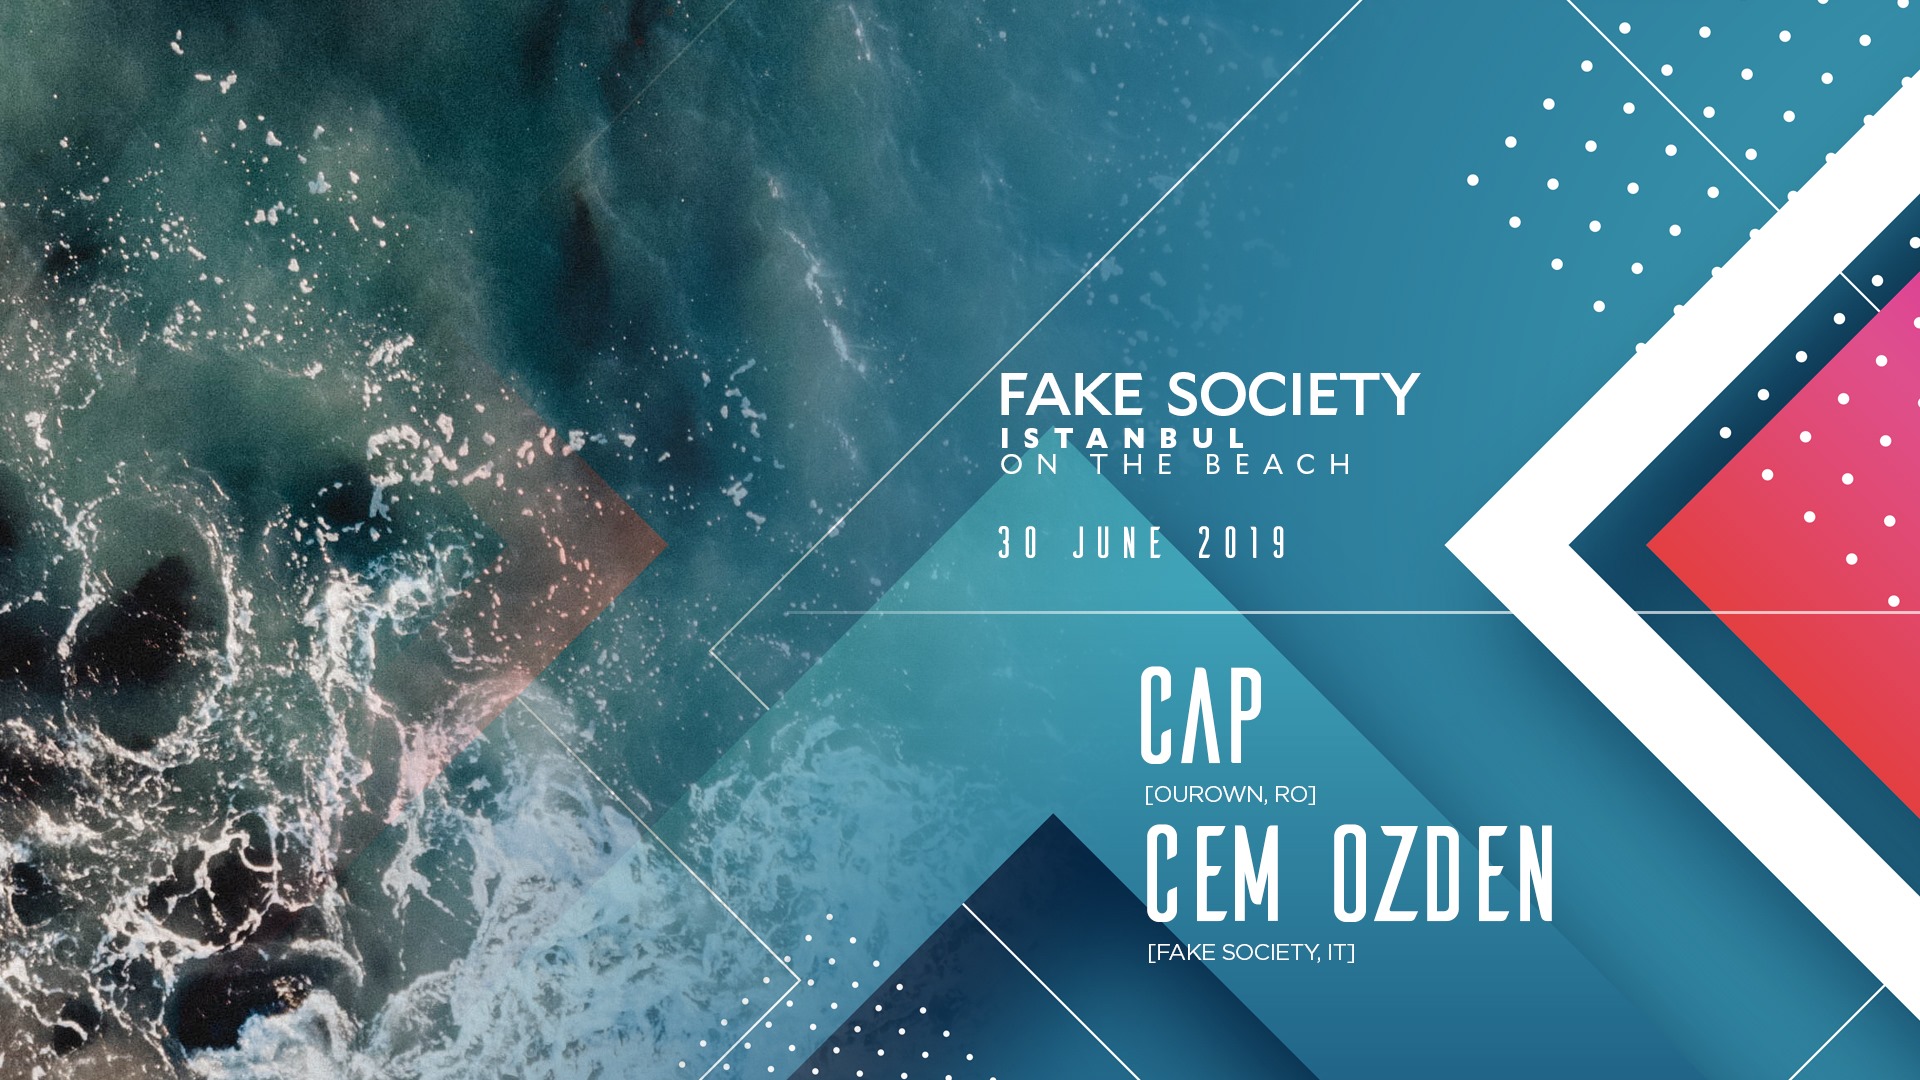 FAKE SOCIETY
ISTANBUL
ON THE BEACH
30 JUNE 2019
CAP
[OUROWN, RO]
CEM OZDEN
[FAKE SOCIETY, IT]